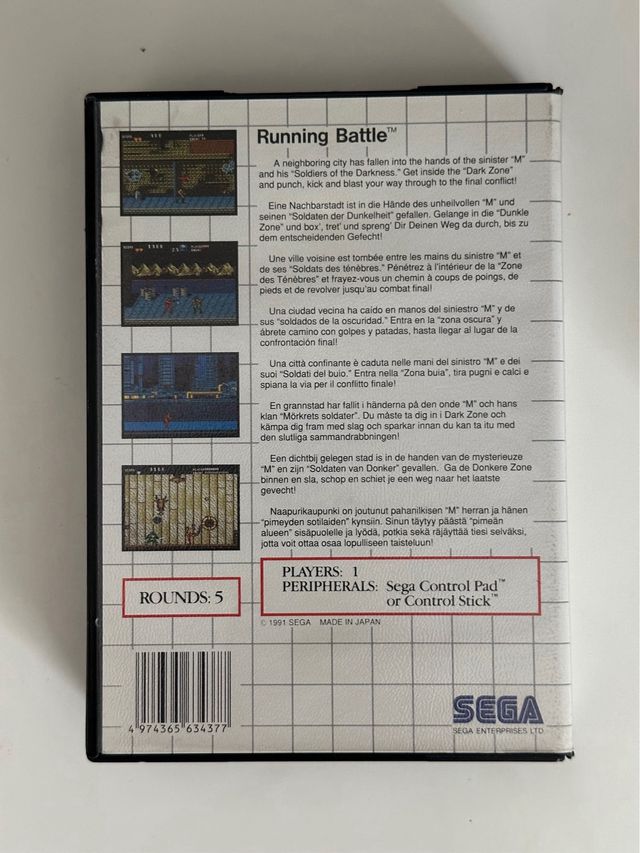 Running Battle™
A neighboring city has fallen into the hands of the sinister "M"
and his "Soldiers of the Darkness." Get inside the "Dark Zone"
and punch, kick and blast your way through to the final conflict!
Eine Nachbarstadt ist in die Hände des unheilvollen "M" und
seinen "Soldaten der Dunkelheit" gefallen. Gelange in die "Dunkle
Zone" und box', tret' und spreng' Dir Deinen Weg da durch, bis zu
dem entscheidenden Gefecht!
Une ville voisine est tombée entre les mains du sinistre "M" et
de ses "Soldats des ténèbres." Pénétrez à l'intérieur de la "Zone
des Ténèbres" et frayez-vous un chemin à coups de poings, de
pieds et de revolver jusqu'au combat final!
Una ciudad vecina ha caído en manos del siniestro "M" y de
sus "soldados de la oscuridad." Entra en la "zona oscura" y
ábrete camino con golpes y patadas, hasta llegar al lugar de la
confrontación final!
Una città confinante è caduta nelle mani del sinistro "M" e dei
suoi "Soldati del buio." Entra nella "Zona buia", tira pugni e calci e
spiana la via per il conflitto finale!
En grannstad har fallit i händerna på den onde "M" och hans
klan "Mörkrets soldater". Du måste ta dig in i Dark Zone och
kämpa dig fram med slag och sparkar innan du kan ta itu med
den slutliga sammandrabbningen!
Een dichtbij gelegen stad is in de handen van de mysterieuze
"M" en zijn "Soldaten van Donker" gevallen. Ga de Donkere Zone
binnen en sla, schop en schiet je een weg naar het laatste
gevecht!
Naapurikaupunki on joutunut pahanilkisen "M" herran ja hänen
"pimeyden sotilaiden" kynsiin. Sinun täytyy päästä "pimeän
alueen" sisäpuolelle ja lyödä, potkia sekä räjäyttää tiesi selväksi,
jotta voit ottaa osaa lopulliseen taisteluun!
ROUNDS: 5
PLAYERS: 1
PERIPHERALS: Sega Control Pad™
or Control Stick™
© 1991 SEGA MADE IN JAPAN
4 974365 634377
SEGA
SEGA ENTERPRISES LTD.